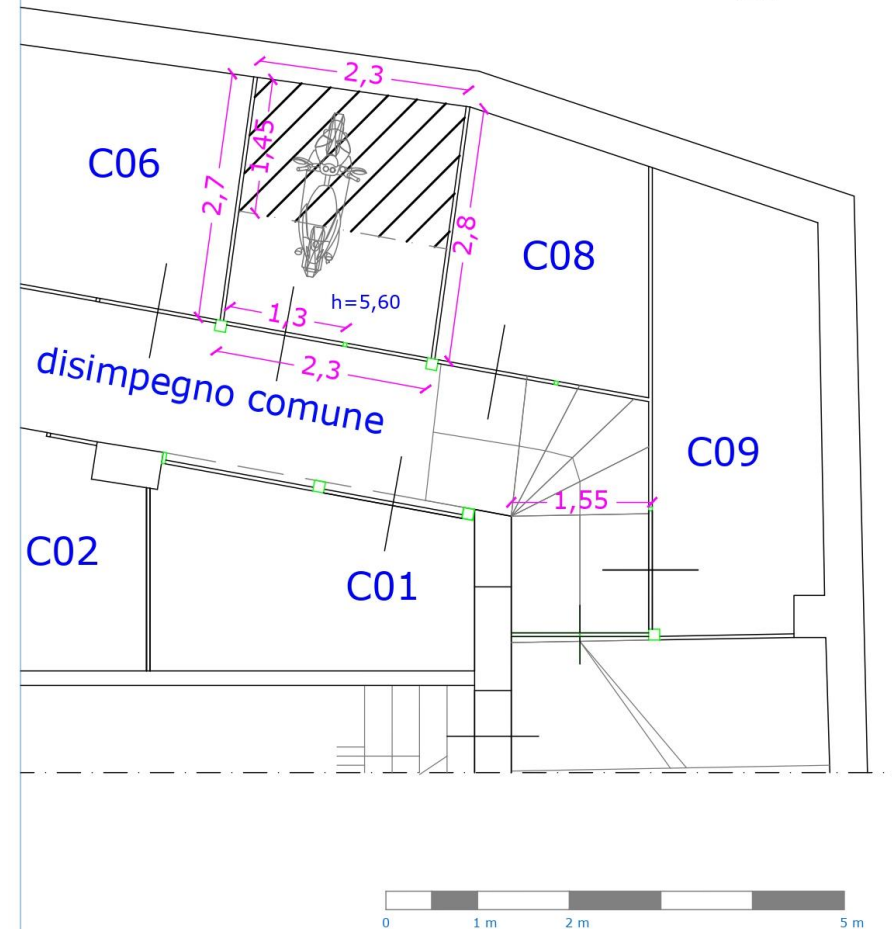 2,3
1,45
C06
2,7
2,8
C08
h=5,60
1,3
2,3
disimpegno comune
C09
1,55
C02
C01
0
1 m
2 m
5 m